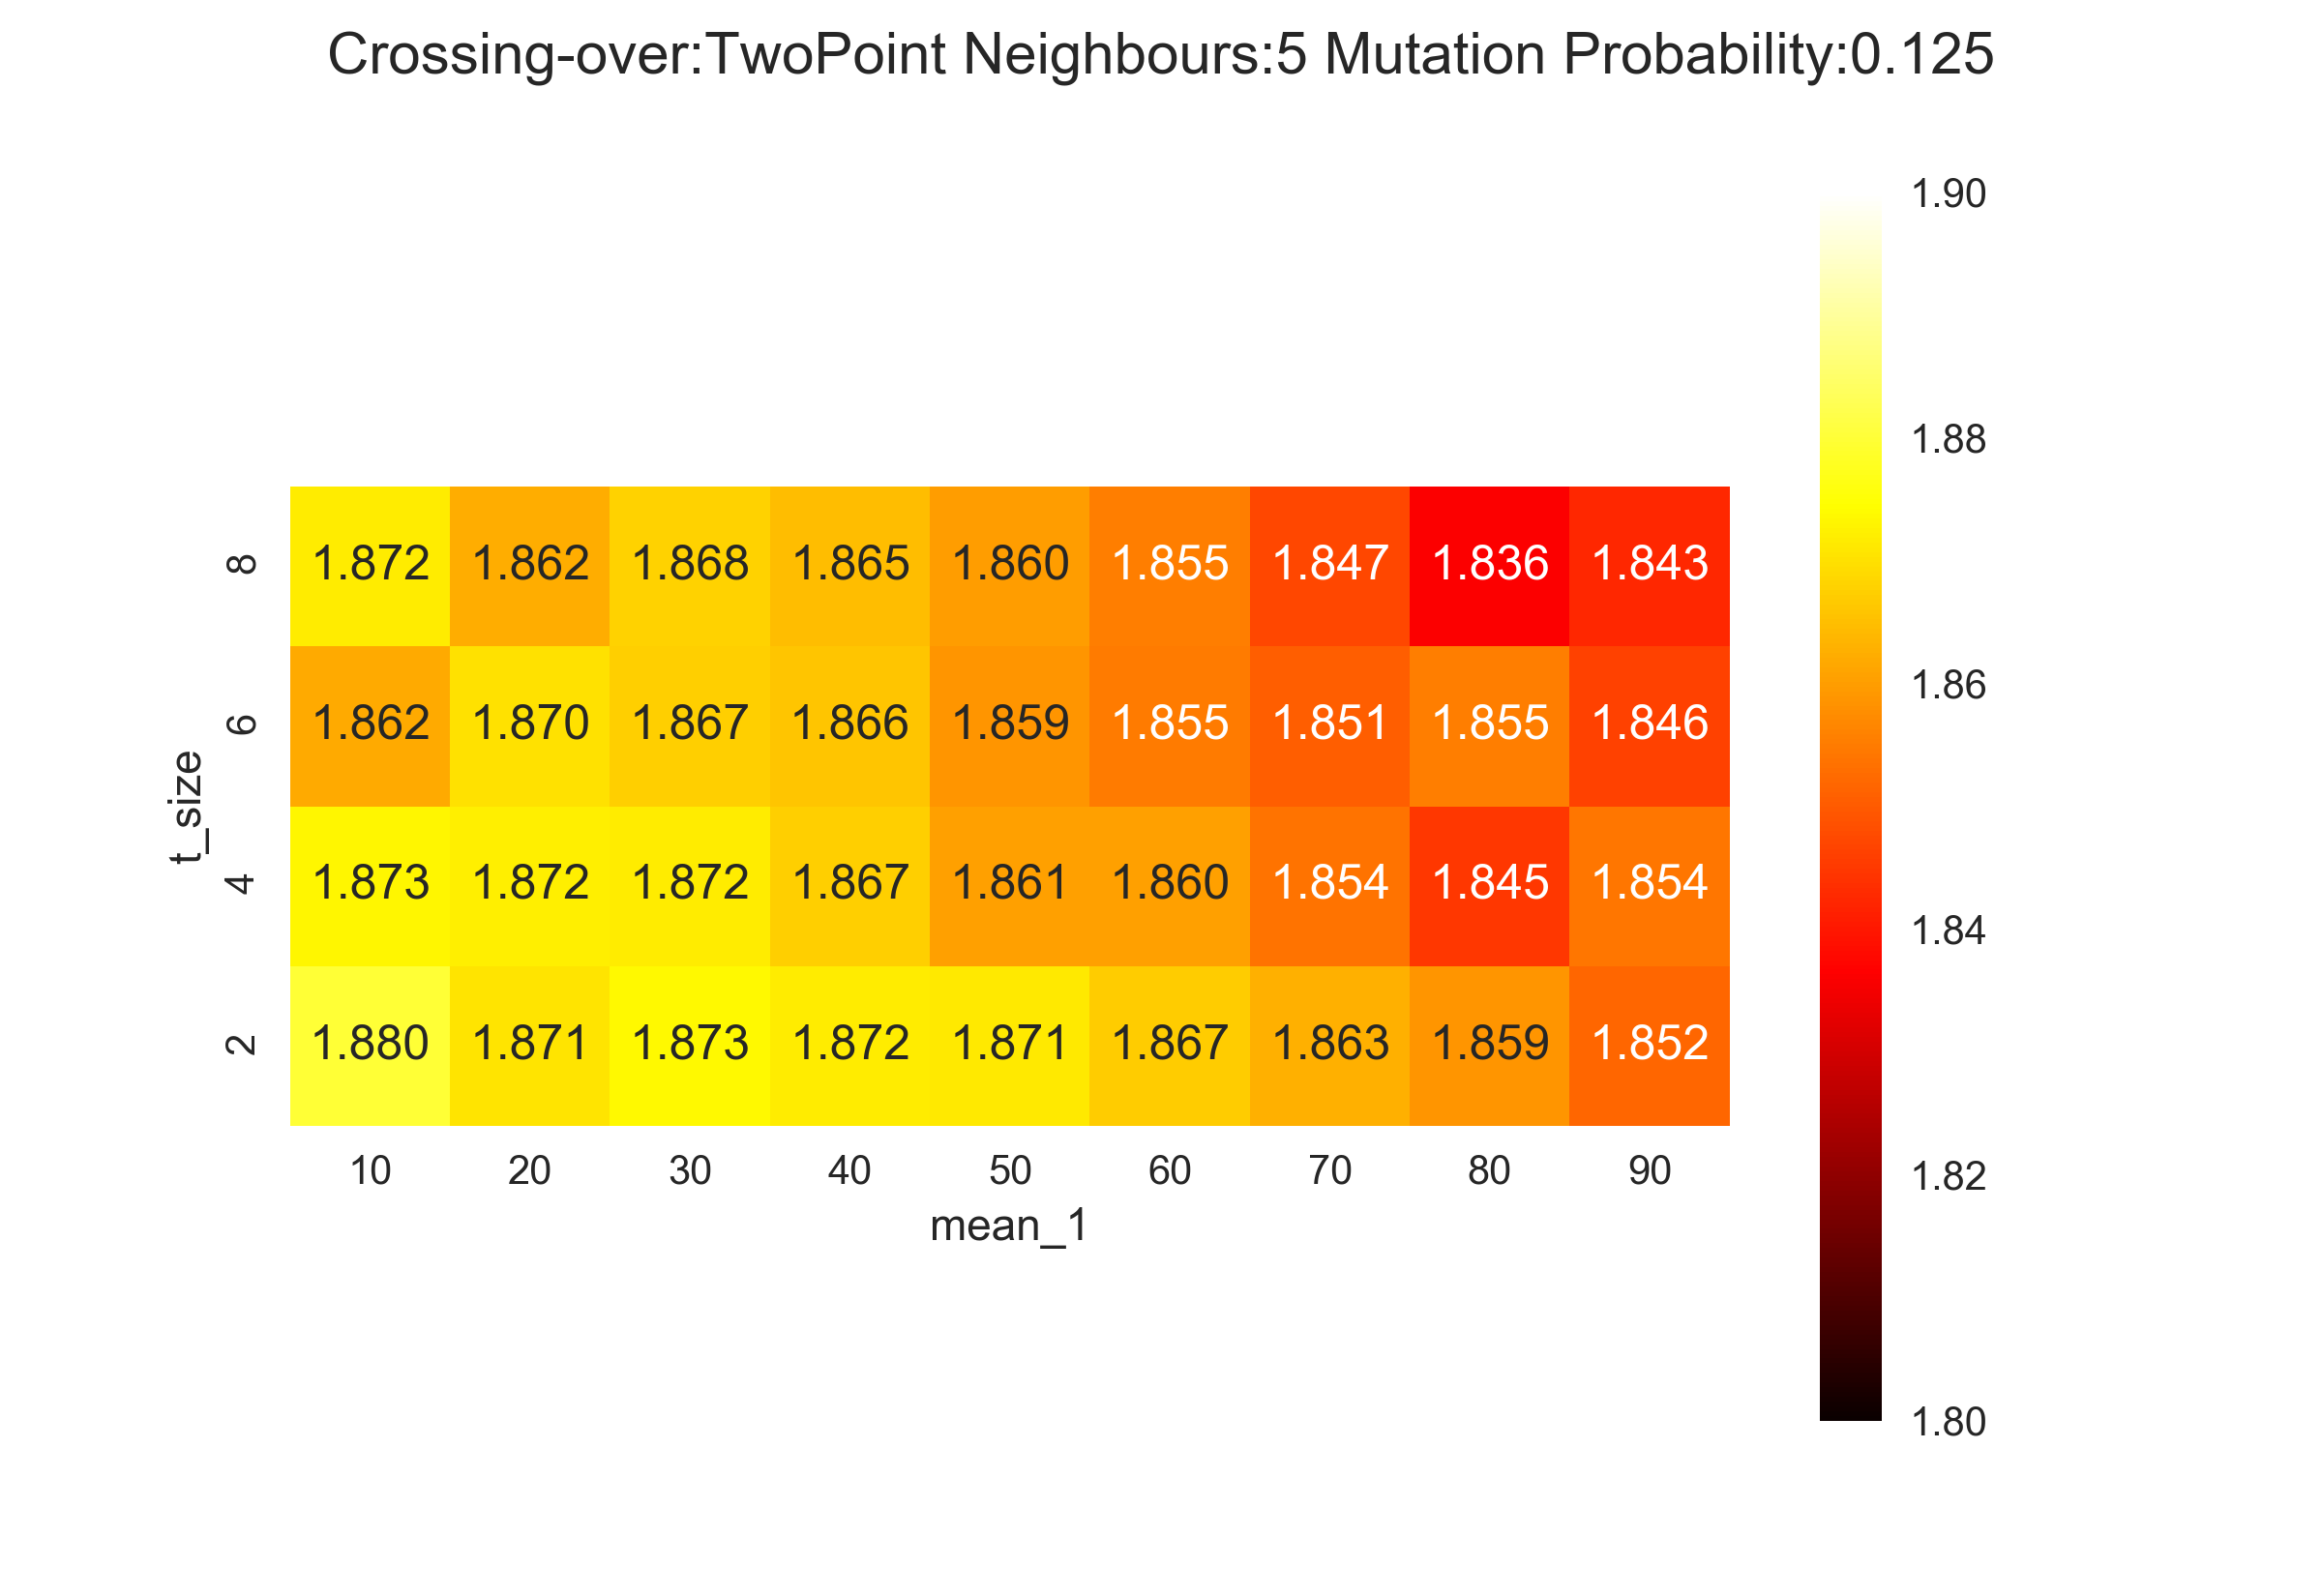 Crossing-over:TwoPoint Neighbours:5 Mutation Probability:0.125
1.90
1.88
1.86
1.84
1.82
1.80
t_size
8 1.872 1.862 1.868 1.865 1.860 1.855 1.847 1.836 1.843
6 1.862 1.870 1.867 1.866 1.859 1.855 1.851 1.855 1.846
4 1.873 1.872 1.872 1.867 1.861 1.860 1.854 1.845 1.854
2 1.880 1.871 1.873 1.872 1.871 1.867 1.863 1.859 1.852
10 20 30 40 50 60 70 80 90
mean_1